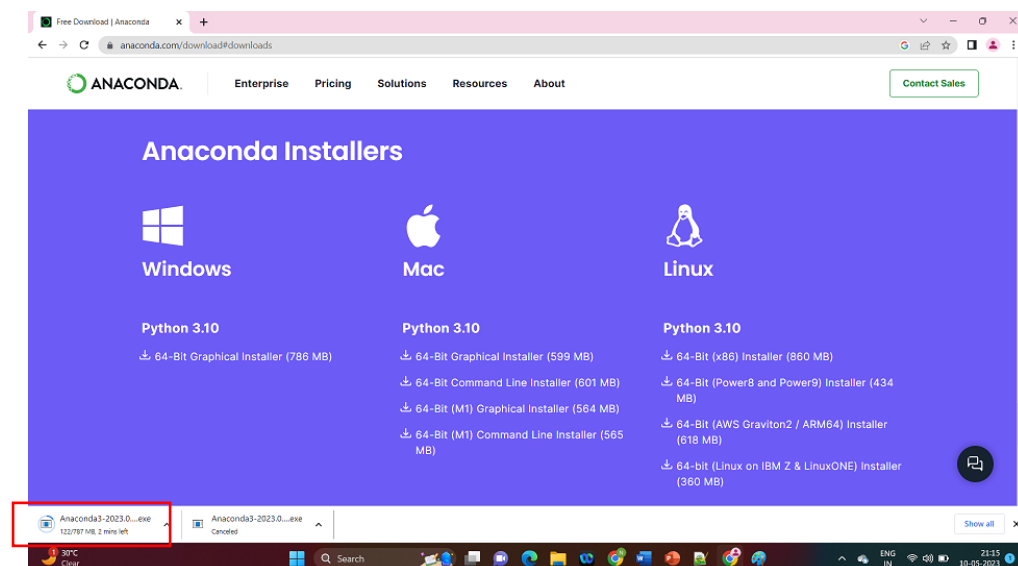 Free Download | Anaconda
anaconda.com/download#downloads
ANACONDA.
Enterprise Pricing Solutions Resources About
Contact Sales
Anaconda Installers
Windows
Python 3.10
64-Bit Graphical Installer (786 MB)
Mac
Python 3.10
64-Bit Graphical Installer (599 MB)
64-Bit Command Line Installer (601 MB)
64-Bit (M1) Graphical Installer (564 MB)
64-Bit (M1) Command Line Installer (565
MB)
Linux
Python 3.10
64-Bit (x86) Installer (860 MB)
64-Bit (Power8 and Power9) Installer (434
MB)
64-Bit (AWS Graviton2 / ARM64) Installer
(618 MB)
64-bit (Linux on IBM Z & LinuxONE) Installer
(360 MB)
Anaconda3-2023.0....exe
122/787 MB, 2 mins left
Anaconda3-2023.0....exe
Canceled
Show all
1
30°C
Clear
Search
ENG
IN
21:15
10-05-2023